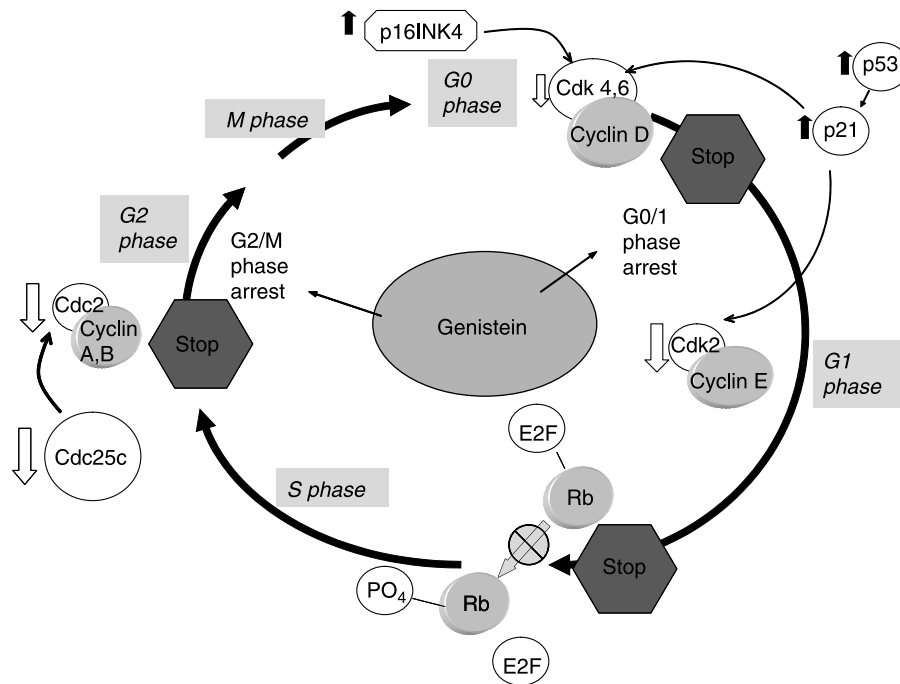 p16INK4
Cdk 4,6
Cyclin D
p53
p21
G0
phase
M phase
Stop
G2
phase
G2/M
phase
arrest
G0/1
phase
arrest
Genistein
Cdc2
Cyclin
A,B
Stop
Cdk2
Cyclin E
G1
phase
Cdc25c
E2F
S phase
Rb
Stop
PO4
Rb
E2F